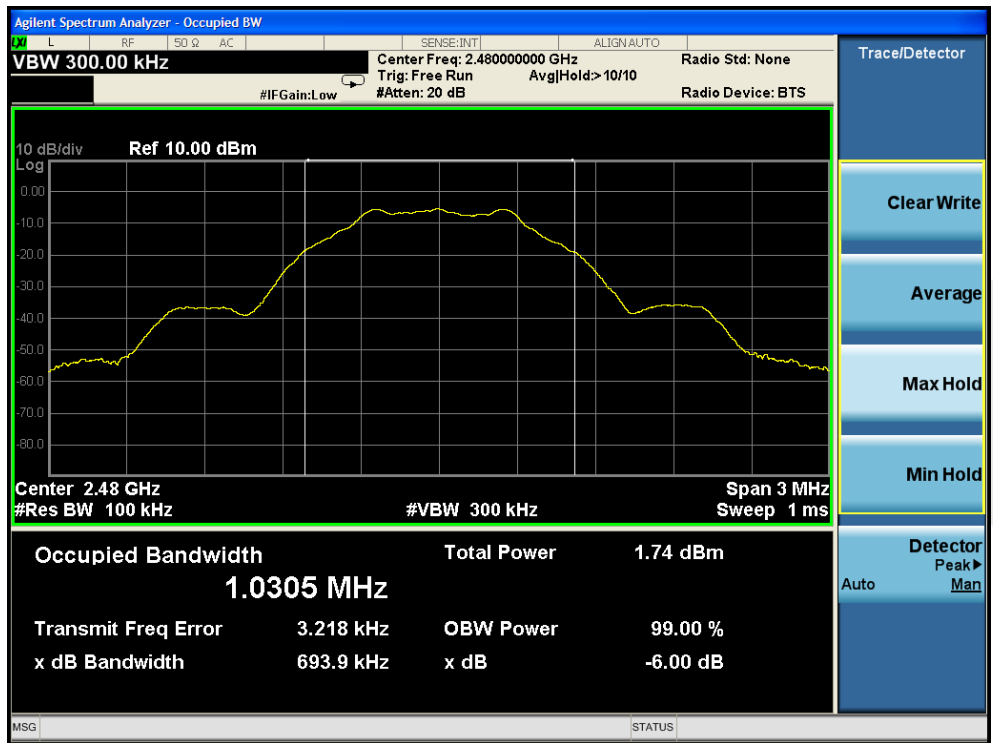 Agilent Spectrum Analyzer - Occupied BW
LXI L RF 50 Ω AC SENSE:INT ALIGNAUTO
VBW 300.00 kHz
Center Freq: 2.480000000 GHz
Radio Std: None
Trig: Free Run Avg|Hold:>10/10
#IFGain:Low
#Atten: 20 dB
Radio Device: BTS
Trace/Detector
10 dB/div Ref 10.00 dBm
Log
0.00
-10.0
-20.0
-30.0
-40.0
-50.0
-60.0
-70.0
-80.0
Center 2.48 GHz
Span 3 MHz
#Res BW 100 kHz
#VBW 300 kHz
Sweep 1 ms
Occupied Bandwidth
Total Power 1.74 dBm
1.0305 MHz
Transmit Freq Error 3.218 kHz
OBW Power 99.00 %
x dB Bandwidth 693.9 kHz
x dB -6.00 dB
Clear Write
Average
Max Hold
Min Hold
Detector
Peak▶
Auto Man
MSG
STATUS